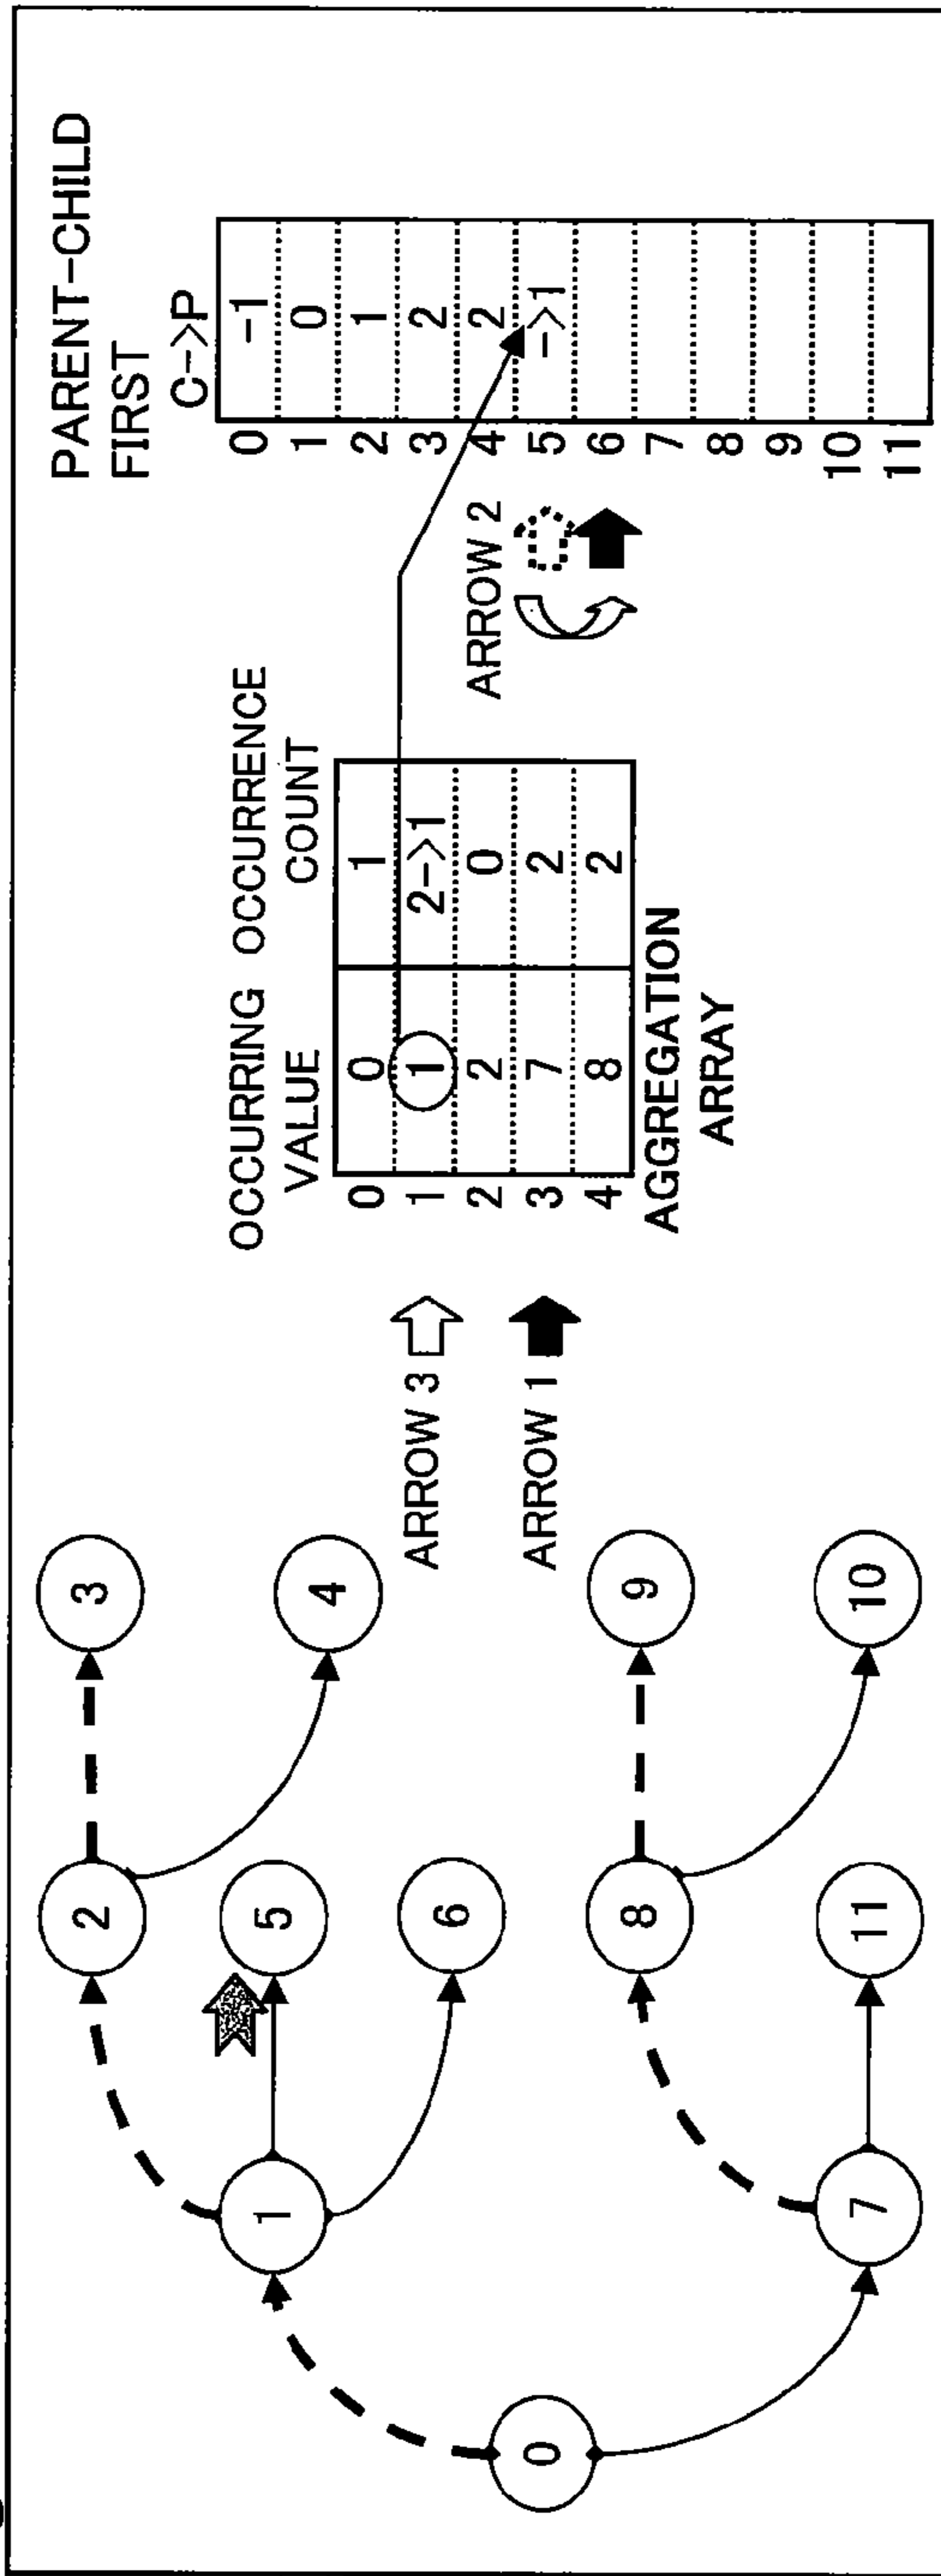 0
1
2
3
4
5
6
7
8
9
10
11
ARROW 3
ARROW 1
OCCURRING OCCURRENCE
VALUE COUNT
0 0 1
1 1 2->1
2 2 0
3 7 2
4 8 2
AGGREGATION
ARRAY
ARROW 2
PARENT-CHILD
FIRST
C->P
0 -1
1 0
2 1
3 2
4 2
5 ->1
6
7
8
9
10
11